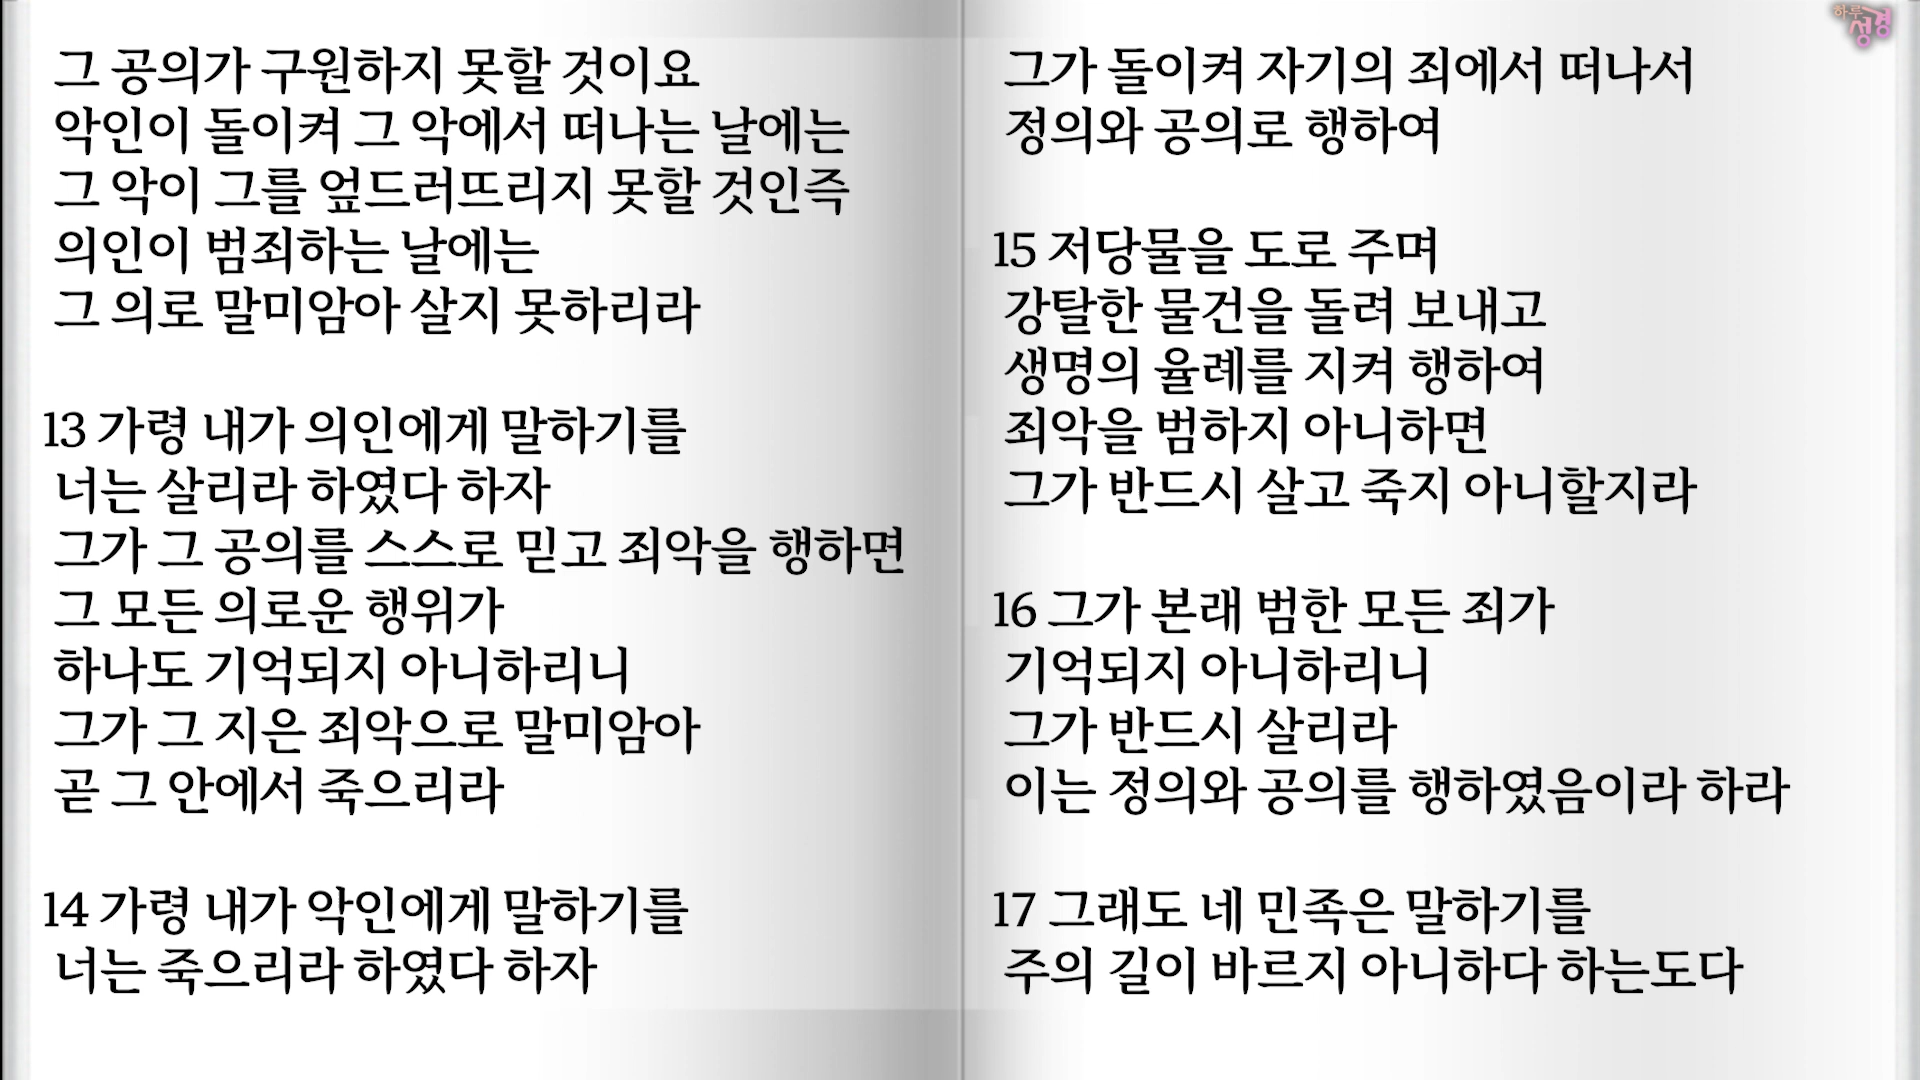 그 공의가 구원하지 못할 것이요
악인이 돌이켜 그 악에서 떠나는 날에는
그 악이 그를 엎드러뜨리지 못할 것인즉
의인이 범죄하는 날에는
그 의로 말미암아 살지 못하리라
13 가령 내가 의인에게 말하기를
너는 살리라 하였다 하자
그가 그 공의를 스스로 믿고 죄악을 행하면
그 모든 의로운 행위가
하나도 기억되지 아니하리니
그가 그 지은 죄악으로 말미암아
곧 그 안에서 죽으리라
14 가령 내가 악인에게 말하기를
너는 죽으리라 하였다 하자
그가 돌이켜 자기의 죄에서 떠나서
정의와 공의로 행하여
15 저당물을 도로 주며
강탈한 물건을 돌려 보내고
생명의 율례를 지켜 행하여
죄악을 범하지 아니하면
그가 반드시 살고 죽지 아니할지라
16 그가 본래 범한 모든 죄가
기억되지 아니하리니
그가 반드시 살리라
이는 정의와 공의를 행하였음이라 하라
17 그래도 네 민족은 말하기를
주의 길이 바르지 아니하다 하는도다
하루
성경